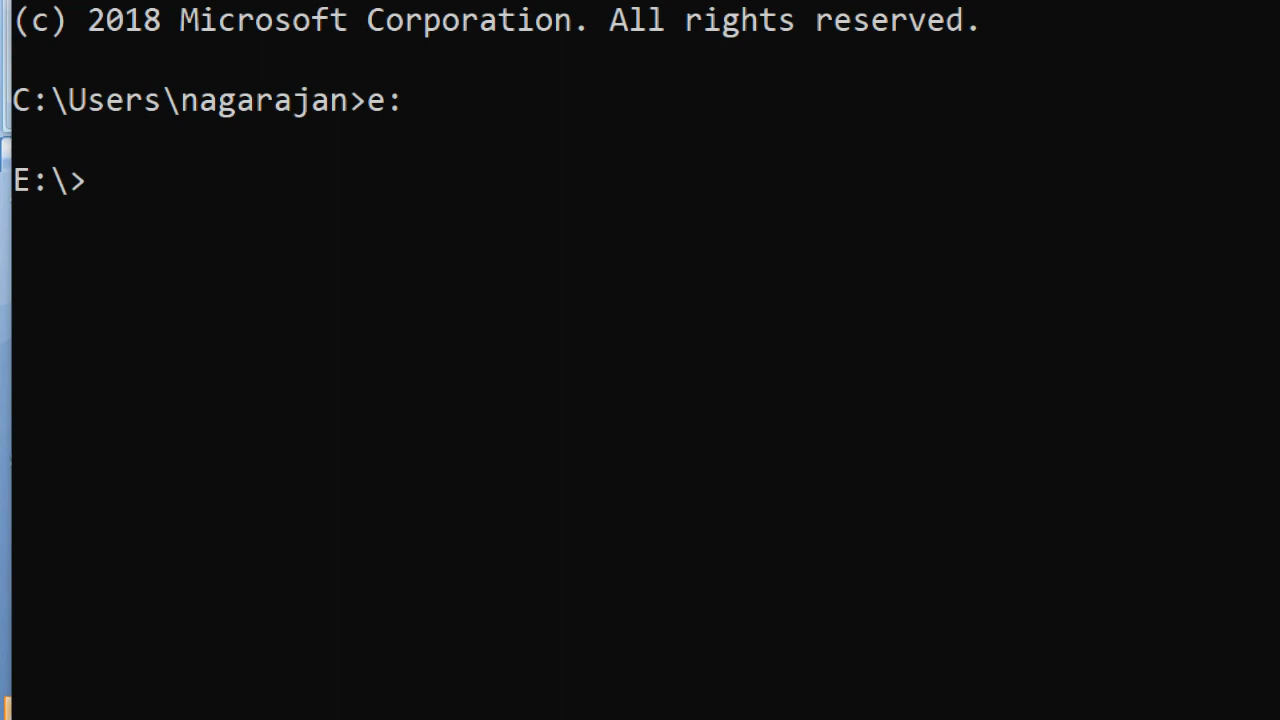 (c) 2018 Microsoft Corporation. All rights reserved.
C:\Users\nagarajan>e:
E:\>